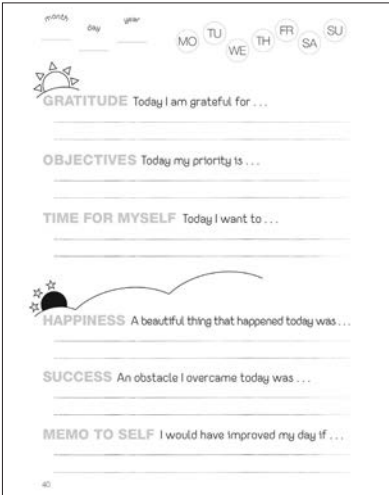 month day year
MO TU WE TH FR SA SU
GRATITUDE Today I am grateful for . . .
OBJECTIVES Today my priority is . . .
TIME FOR MYSELF Today I want to . . .
HAPPINESS A beautiful thing that happened today was . . .
SUCCESS An obstacle I overcame today was . . .
MEMO TO SELF I would have improved my day if . . .
40